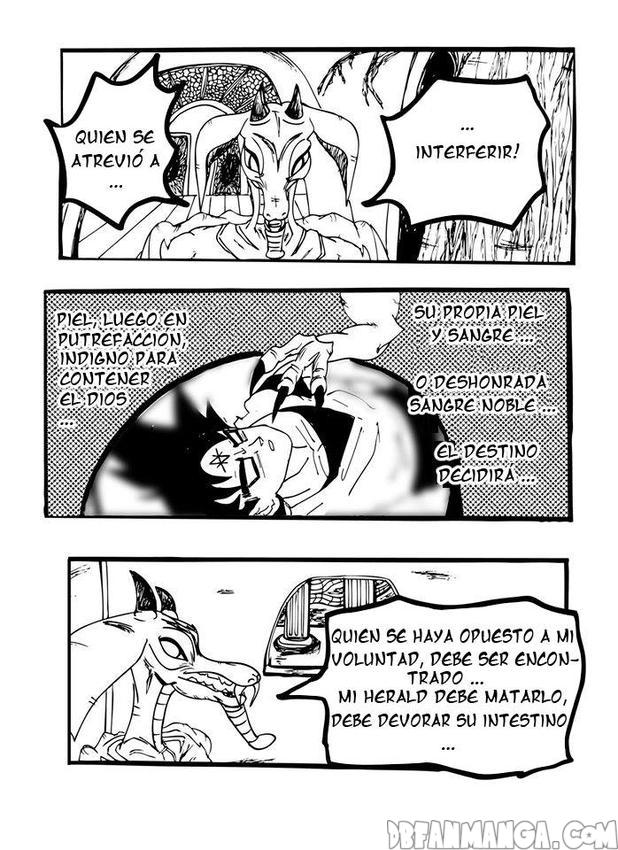 QUIEN SE
ATREVIÓ A
...
...
INTERFERIR!
PIEL, LUEGO EN
PUTREFACCION,
INDIGNO PARA
CONTENER
EL DIOS
...
SU PROPIA PIEL
Y SANGRE ...
O DESHONRADA
SANGRE NOBLE ...
EL DESTINO
DECIDIRA ...
QUIEN SE HAYA OPUESTO A MI
VOLUNTAD, DEBE SER ENCON-
TRADO ...
MI HERALD DEBE MATARLO,
DEBE DEVORAR SU INTESTINO
...
DBFANMANGA.COM